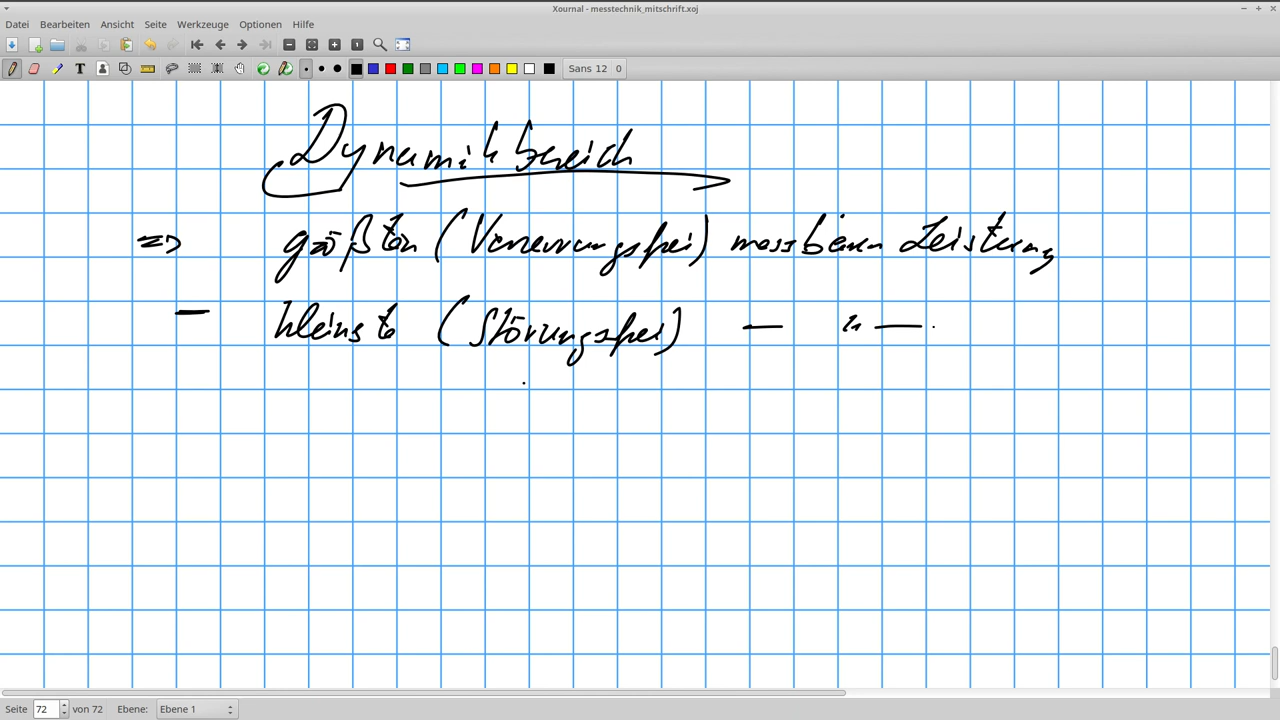 Xournal - messtechnik_mitschrift.xoj
Datei Bearbeiten Ansicht Seite Werkzeuge Optionen Hilfe
Sans 12 0
Dynamikbereich
=> größten (Verzerrungsfrei) messbaren Leistung
- kleinste (Störungsfrei) — " —
Seite 72 von 72 Ebene: Ebene 1